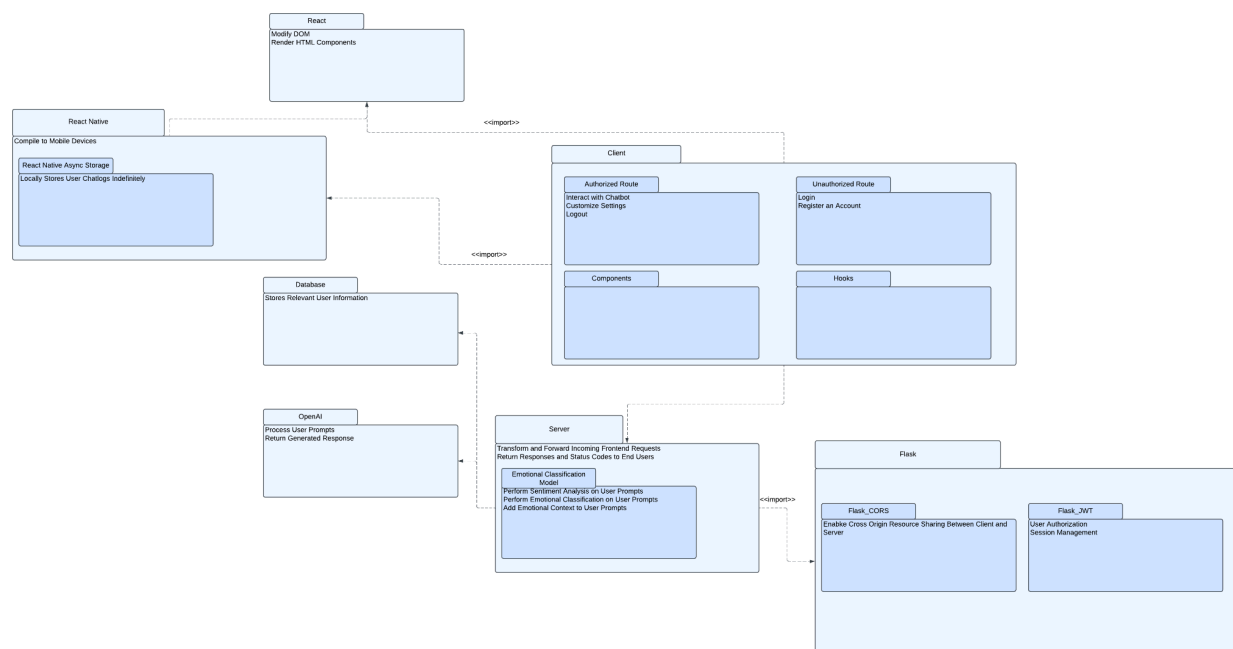 React
Modify DOM
Render HTML Components
React Native
Compile to Mobile Devices
React Native Async Storage
Locally Stores User Chatlogs Indefinitely
<<import>>
<<import>>
Client
Authorized Route
Interact with Chatbot
Customize Settings
Logout
Unauthorized Route
Login
Register an Account
Components
Hooks
Database
Stores Relevant User Information
OpenAI
Process User Prompts
Return Generated Response
Server
Transform and Forward Incoming Frontend Requests
Return Responses and Status Codes to End Users
Emotional Classification
Model
Perform Sentiment Analysis on User Prompts
Perform Emotional Classification on User Prompts
Add Emotional Context to User Prompts
<<import>>
Flask
Flask_CORS
Enabke Cross Origin Resource Sharing Between Client and
Server
Flask_JWT
User Authorization
Session Management